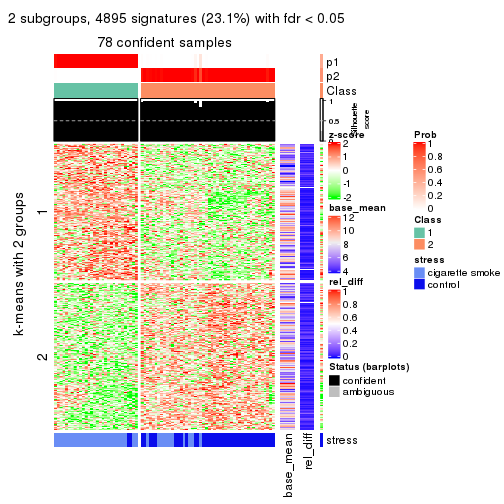 2 subgroups, 4895 signatures (23.1%) with fdr < 0.05
78 confident samples
p1
p2
Class
1
0.5
0
Silhouette
score
k-means with 2 groups
1
2
base_mean
rel_diff
stress
z-score
2
1
0
-1
-2
base_mean
12
10
8
6
4
rel_diff
1
0.8
0.6
0.4
0.2
0
Status (barplots)
confident
ambiguous
Prob
1
0.8
0.6
0.4
0.2
0
Class
1
2
stress
cigarette smoke
control